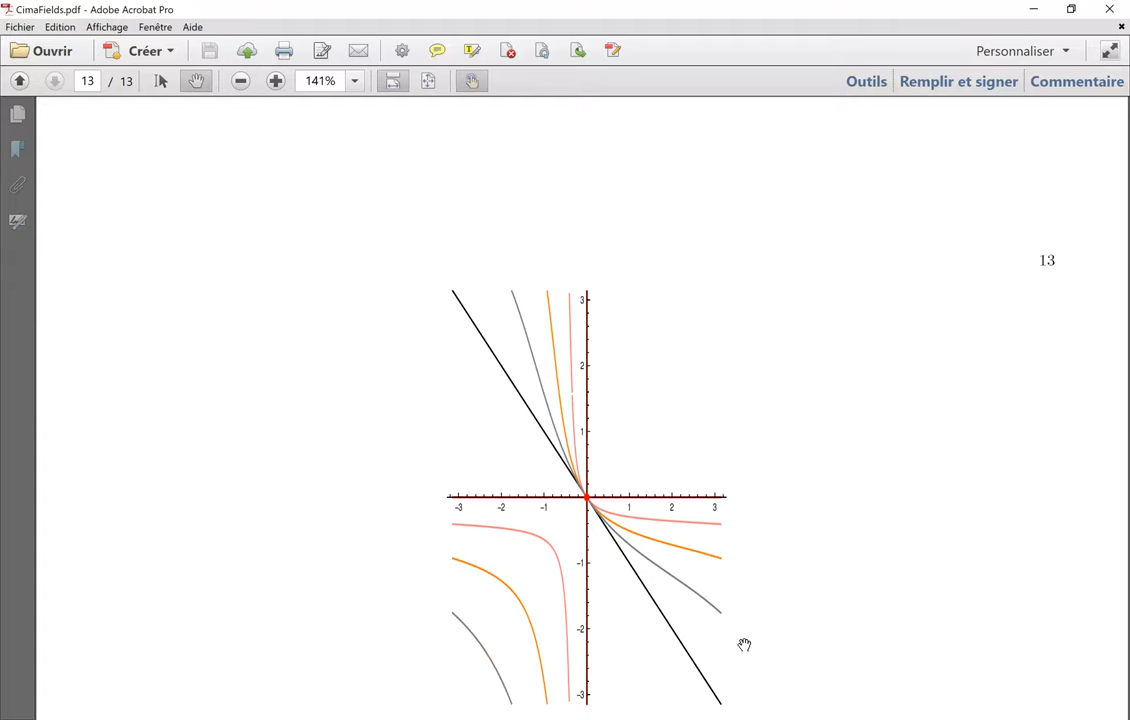 CimaFields.pdf - Adobe Acrobat Pro
Fichier Edition Affichage Fenêtre Aide
Ouvrir Créer Personnaliser
13 / 13 141% Outils Remplir et signer Commentaire
13
3
2
1
-3 -2 -1 1 2 3
-1
-2
-3